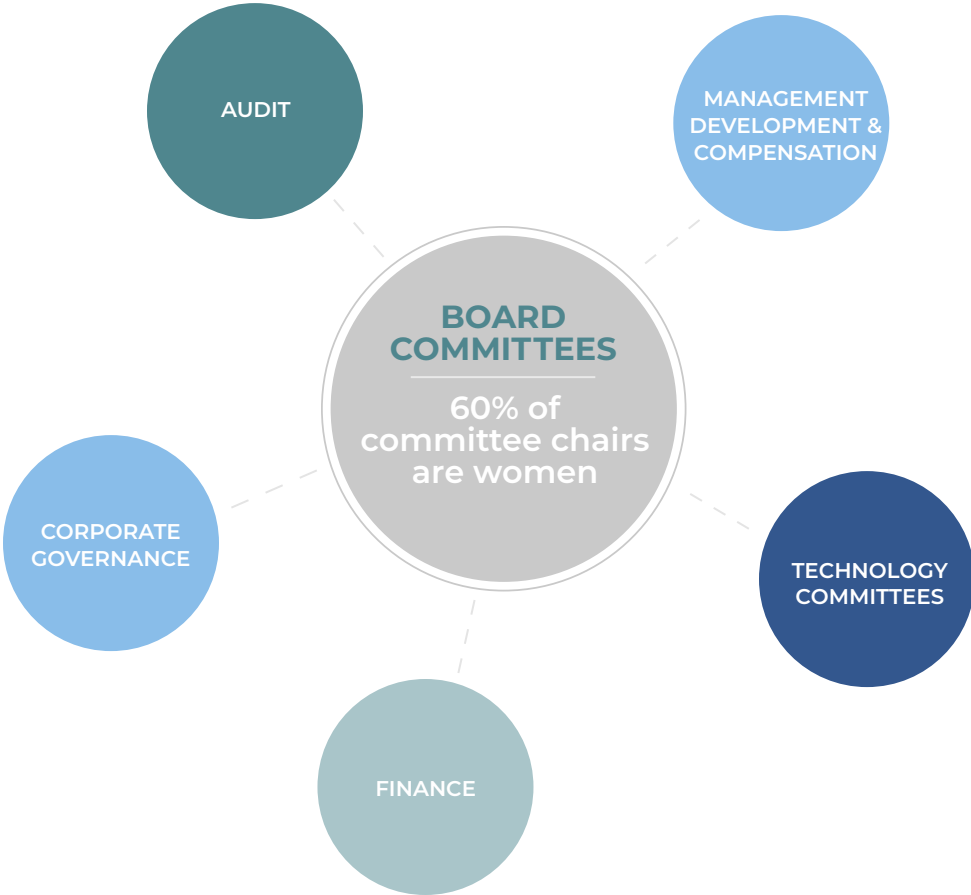 AUDIT
MANAGEMENT
DEVELOPMENT &
COMPENSATION
BOARD
COMMITTEES
60% of
committee chairs
are women
CORPORATE
GOVERNANCE
TECHNOLOGY
COMMITTEES
FINANCE